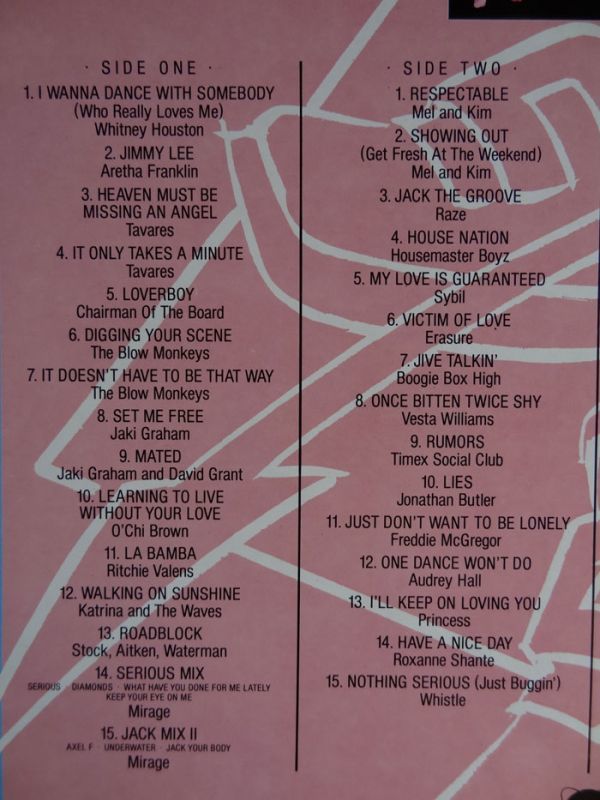 · SIDE ONE ·
1. I WANNA DANCE WITH SOMEBODY
(Who Really Loves Me)
Whitney Houston
2. JIMMY LEE
Aretha Franklin
3. HEAVEN MUST BE
MISSING AN ANGEL
Tavares
4. IT ONLY TAKES A MINUTE
Tavares
5. LOVERBOY
Chairman Of The Board
6. DIGGING YOUR SCENE
The Blow Monkeys
7. IT DOESN'T HAVE TO BE THAT WAY
The Blow Monkeys
8. SET ME FREE
Jaki Graham
9. MATED
Jaki Graham and David Grant
10. LEARNING TO LIVE
WITHOUT YOUR LOVE
O'Chi Brown
11. LA BAMBA
Ritchie Valens
12. WALKING ON SUNSHINE
Katrina and The Waves
13. ROADBLOCK
Stock, Aitken, Waterman
14. SERIOUS MIX
SERIOUS · DIAMONDS · WHAT HAVE YOU DONE FOR ME LATELY
KEEP YOUR EYE ON ME
Mirage
15. JACK MIX II
AXEL F · UNDERWATER · JACK YOUR BODY
Mirage
· SIDE TWO ·
1. RESPECTABLE
Mel and Kim
2. SHOWING OUT
(Get Fresh At The Weekend)
Mel and Kim
3. JACK THE GROOVE
Raze
4. HOUSE NATION
Housemaster Boyz
5. MY LOVE IS GUARANTEED
Sybil
6. VICTIM OF LOVE
Erasure
7. JIVE TALKIN'
Boogie Box High
8. ONCE BITTEN TWICE SHY
Vesta Williams
9. RUMORS
Timex Social Club
10. LIES
Jonathan Butler
11. JUST DON'T WANT TO BE LONELY
Freddie McGregor
12. ONE DANCE WON'T DO
Audrey Hall
13. I'LL KEEP ON LOVING YOU
Princess
14. HAVE A NICE DAY
Roxanne Shante
15. NOTHING SERIOUS (Just Buggin')
Whistle